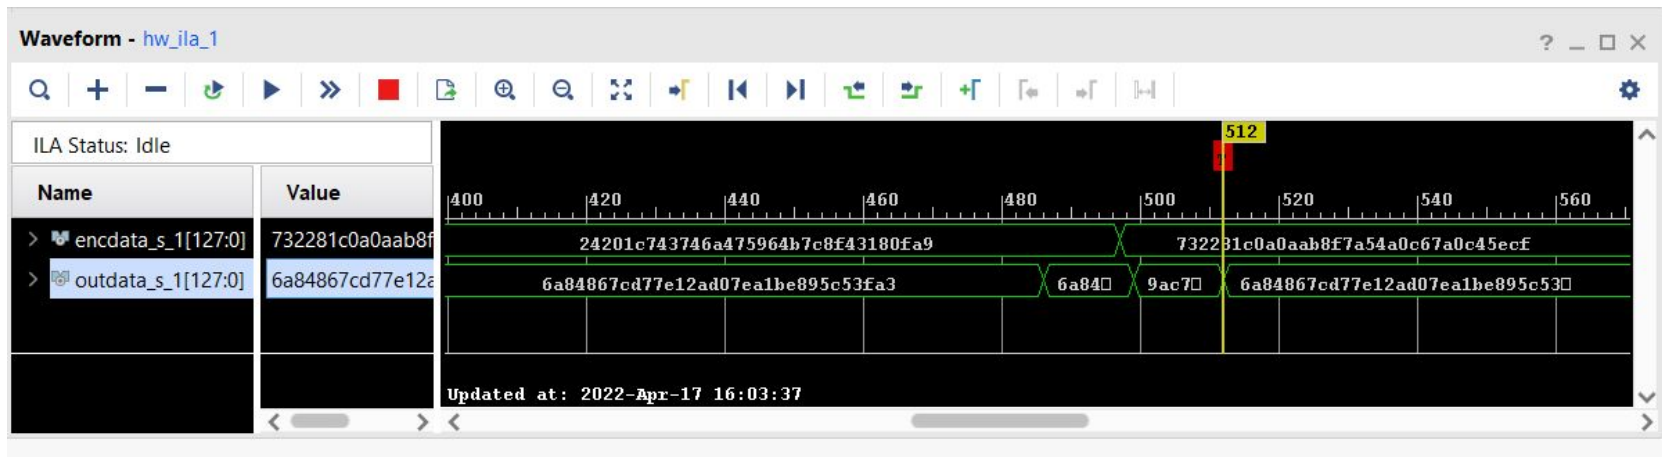 Waveform - hw_ila_1
?
ILA Status: Idle
512
Name Value
400 420 440 460 480 500 520 540 560
encdata_s_1[127:0] 732281c0a0aab8f 24201c743746a475964b7c8f43180fa9 732281c0a0aab8f7a54a0c67a0c45ecf
outdata_s_1[127:0] 6a84867cd77e12a 6a84867cd77e12ad07ea1be895c53fa3 6a84 9ac7 6a84867cd77e12ad07ea1be895c53
Updated at: 2022-Apr-17 16:03:37